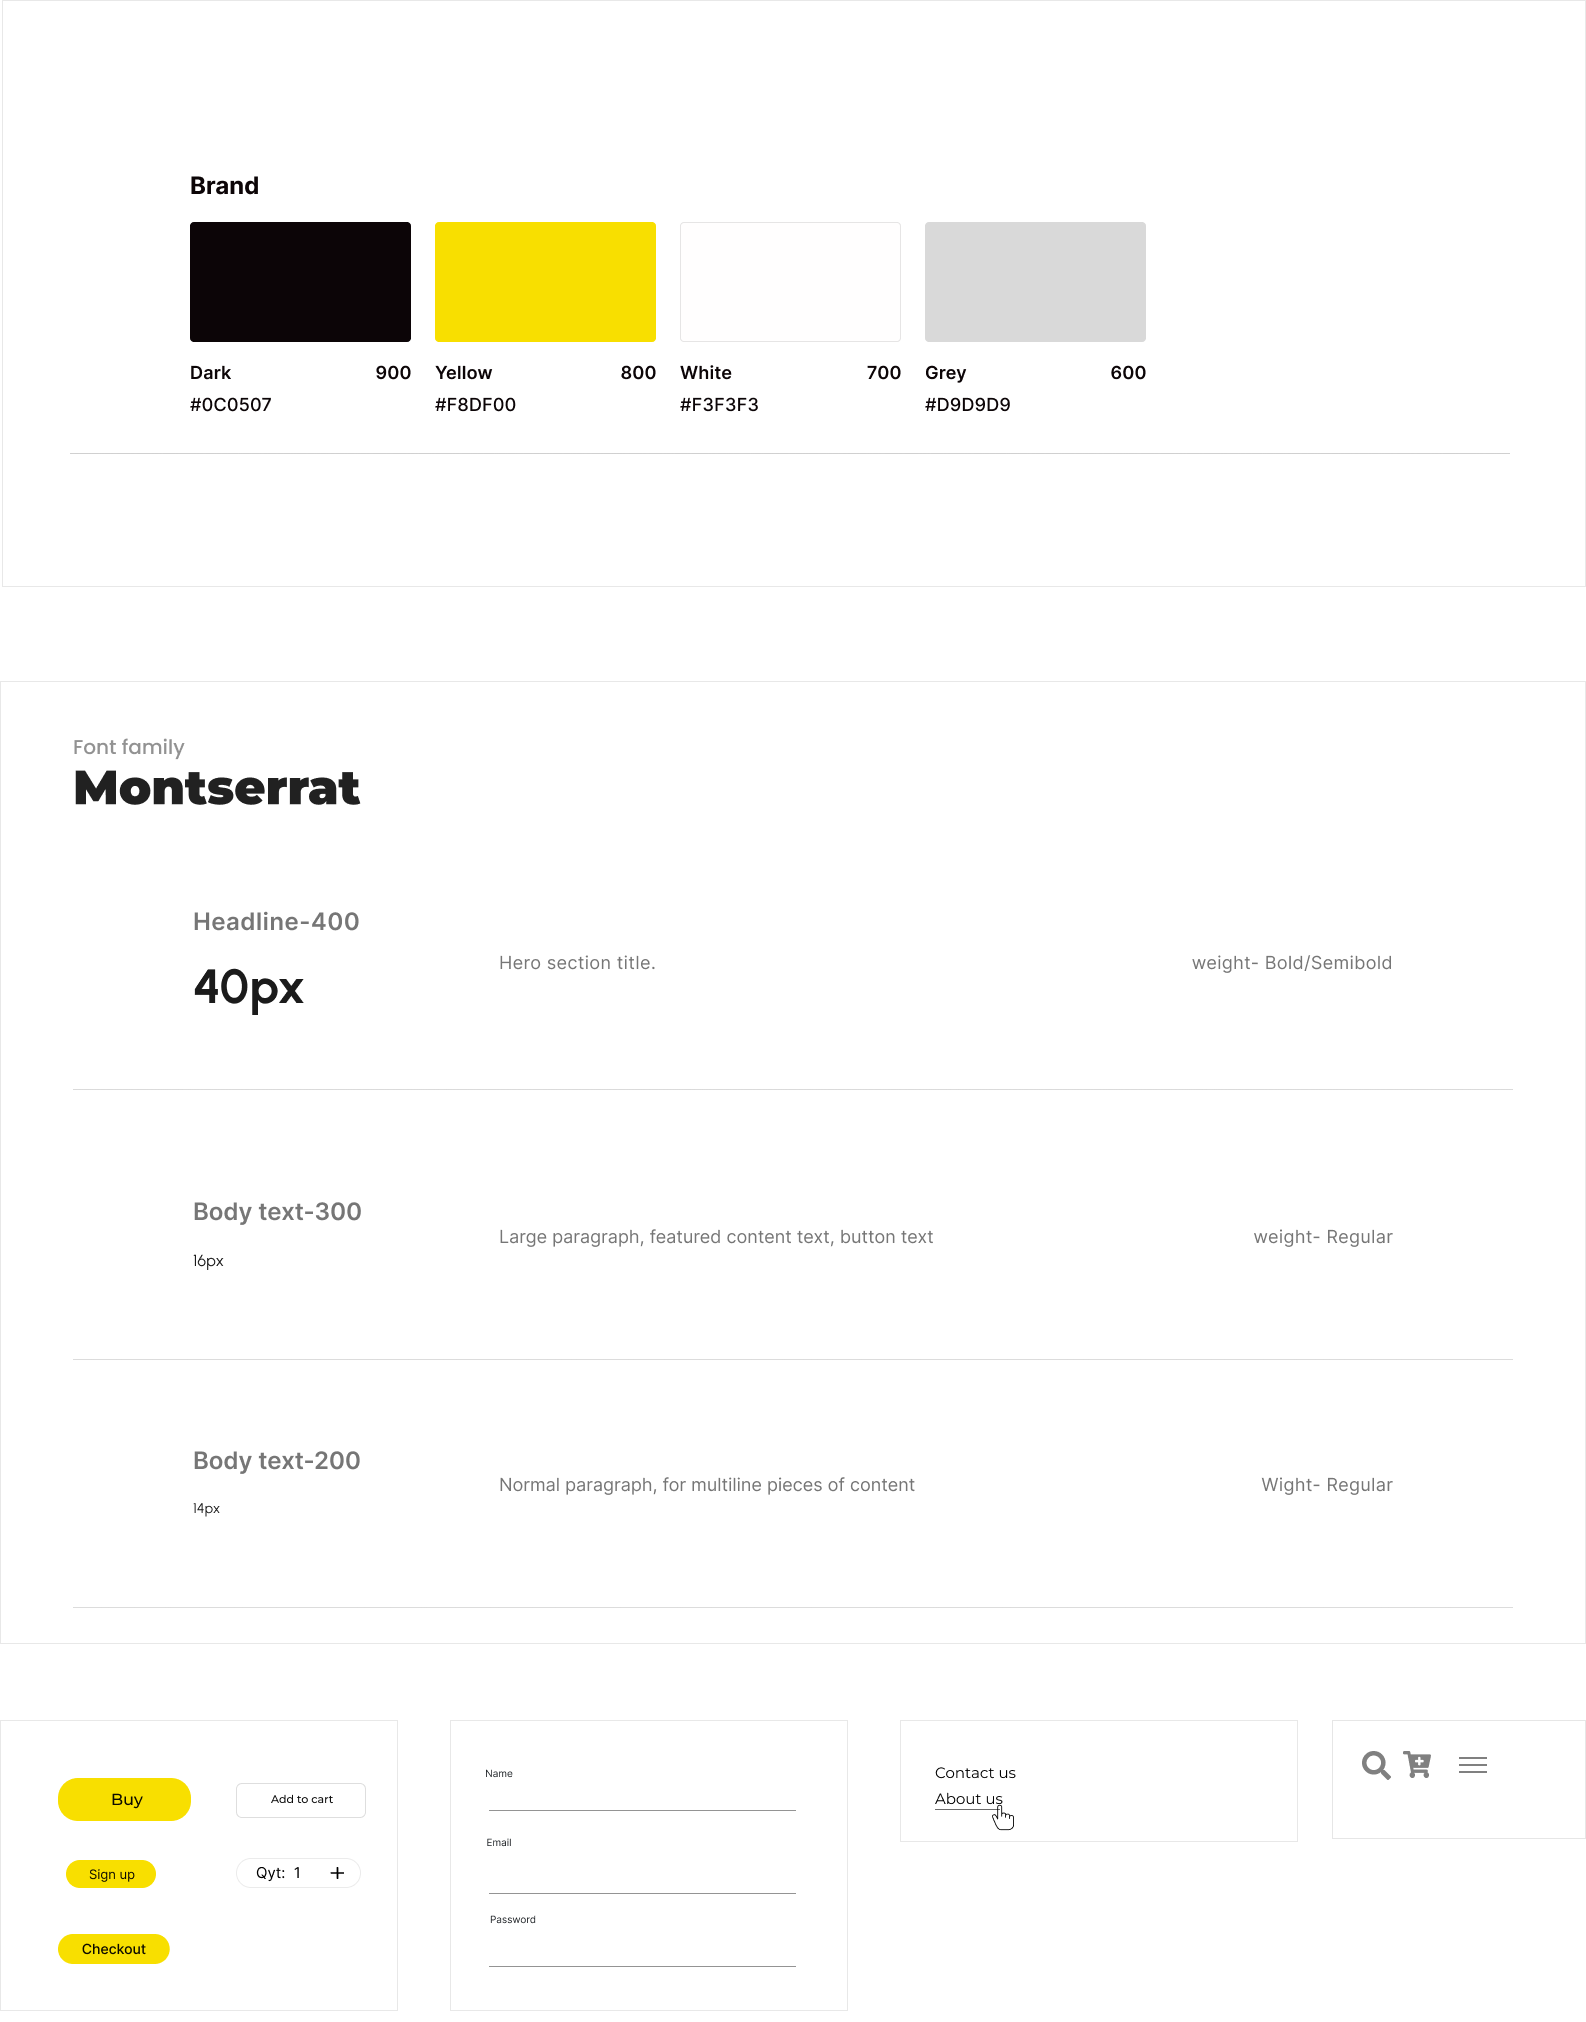 Brand
Dark 900 Yellow 800 White 700 Grey 600
#0C0507 #F8DF00 #F3F3F3 #D9D9D9
Font family
Montserrat
Headline-400
40px
Hero section title.
weight- Bold/Semibold
Body text-300
16px
Large paragraph, featured content text, button text
weight- Regular
Body text-200
14px
Normal paragraph, for multiline pieces of content
Wight- Regular
Buy
Add to cart
Sign up
Qyt: 1 +
Checkout
Name
Email
Password
Contact us
About us